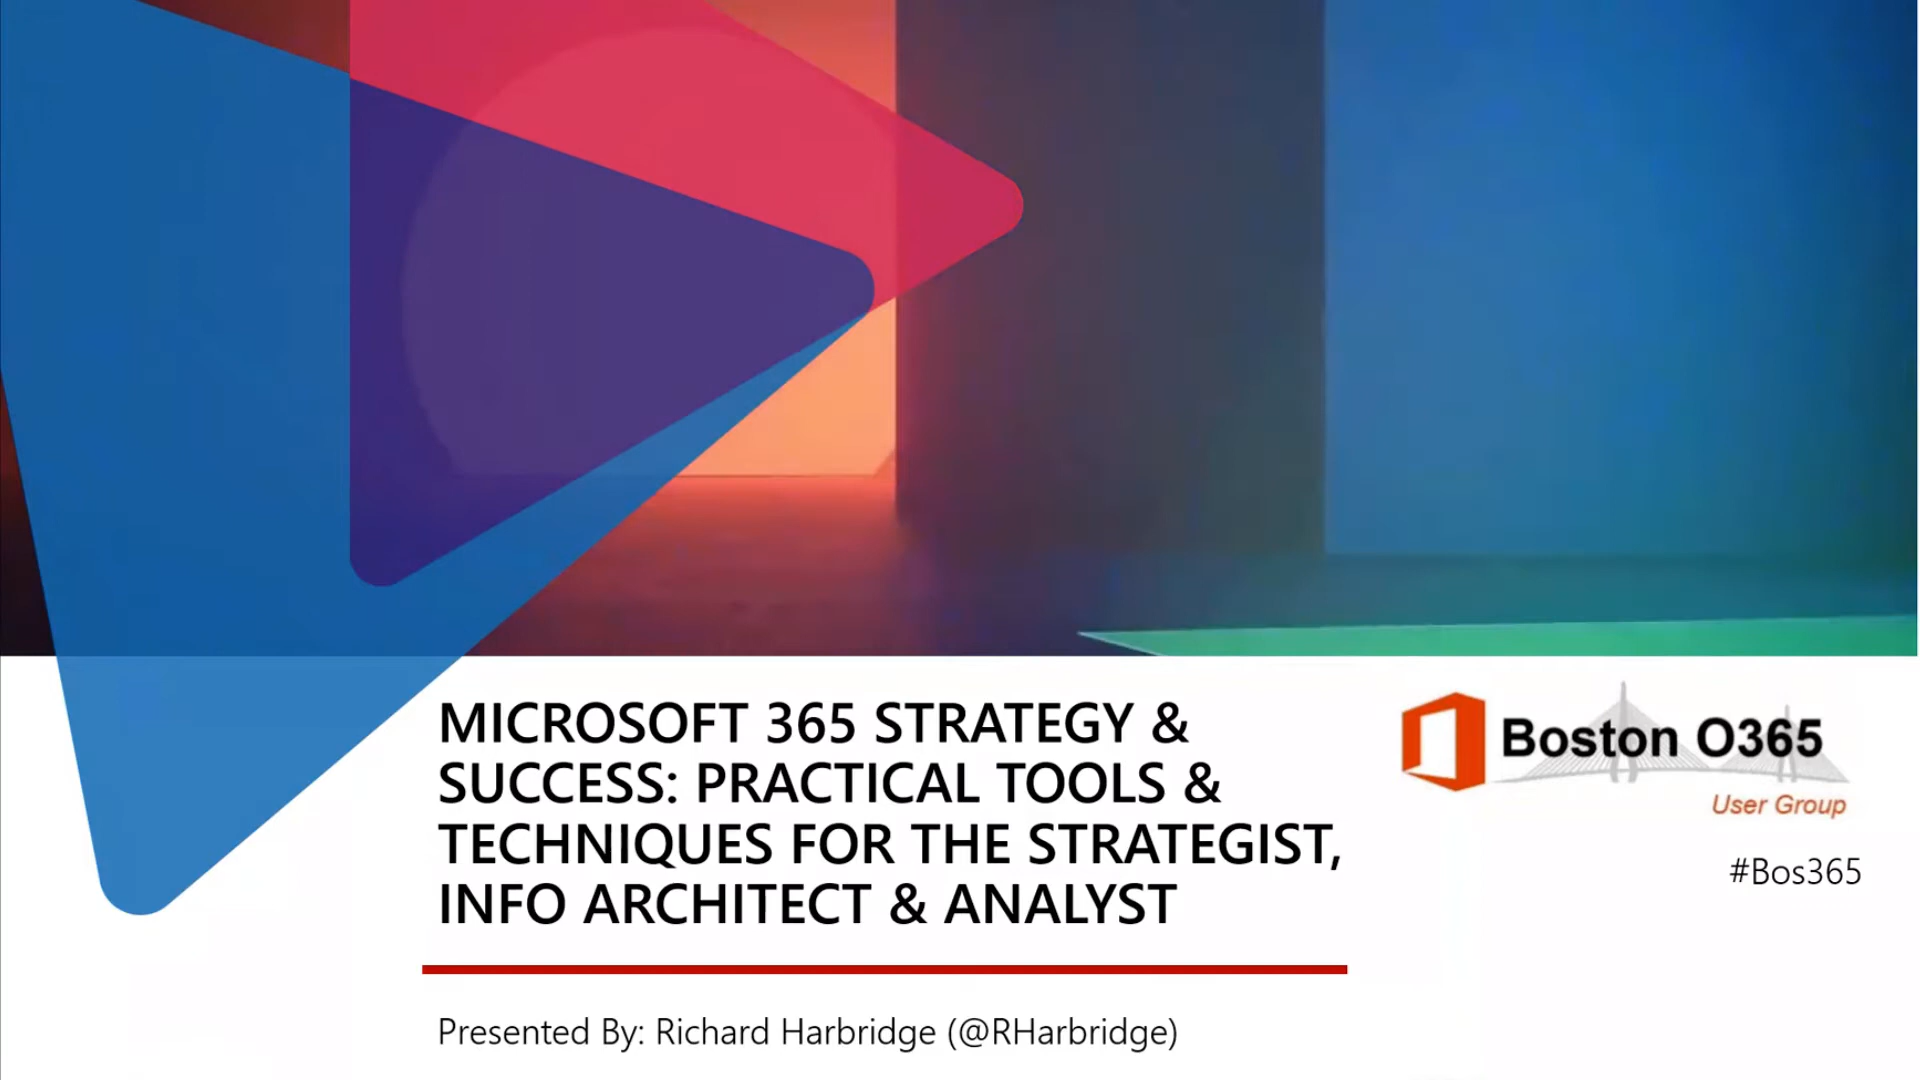 MICROSOFT 365 STRATEGY &
SUCCESS: PRACTICAL TOOLS &
TECHNIQUES FOR THE STRATEGIST,
INFO ARCHITECT & ANALYST
Presented By: Richard Harbridge (@RHarbridge)
Boston O365
User Group
#Bos365